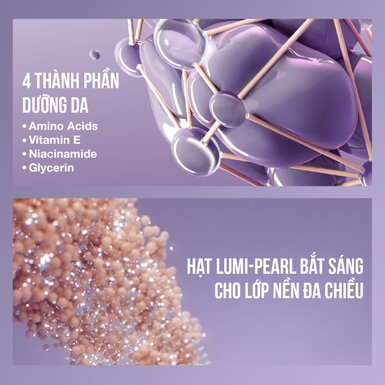 4 THÀNH PHẦN
DƯỠNG DA
• Amino Acids
• Vitamin E
• Niacinamide
• Glycerin
HẠT LUMI-PEARL BẮT SÁNG
CHO LỚP NỀN ĐA CHIỀU